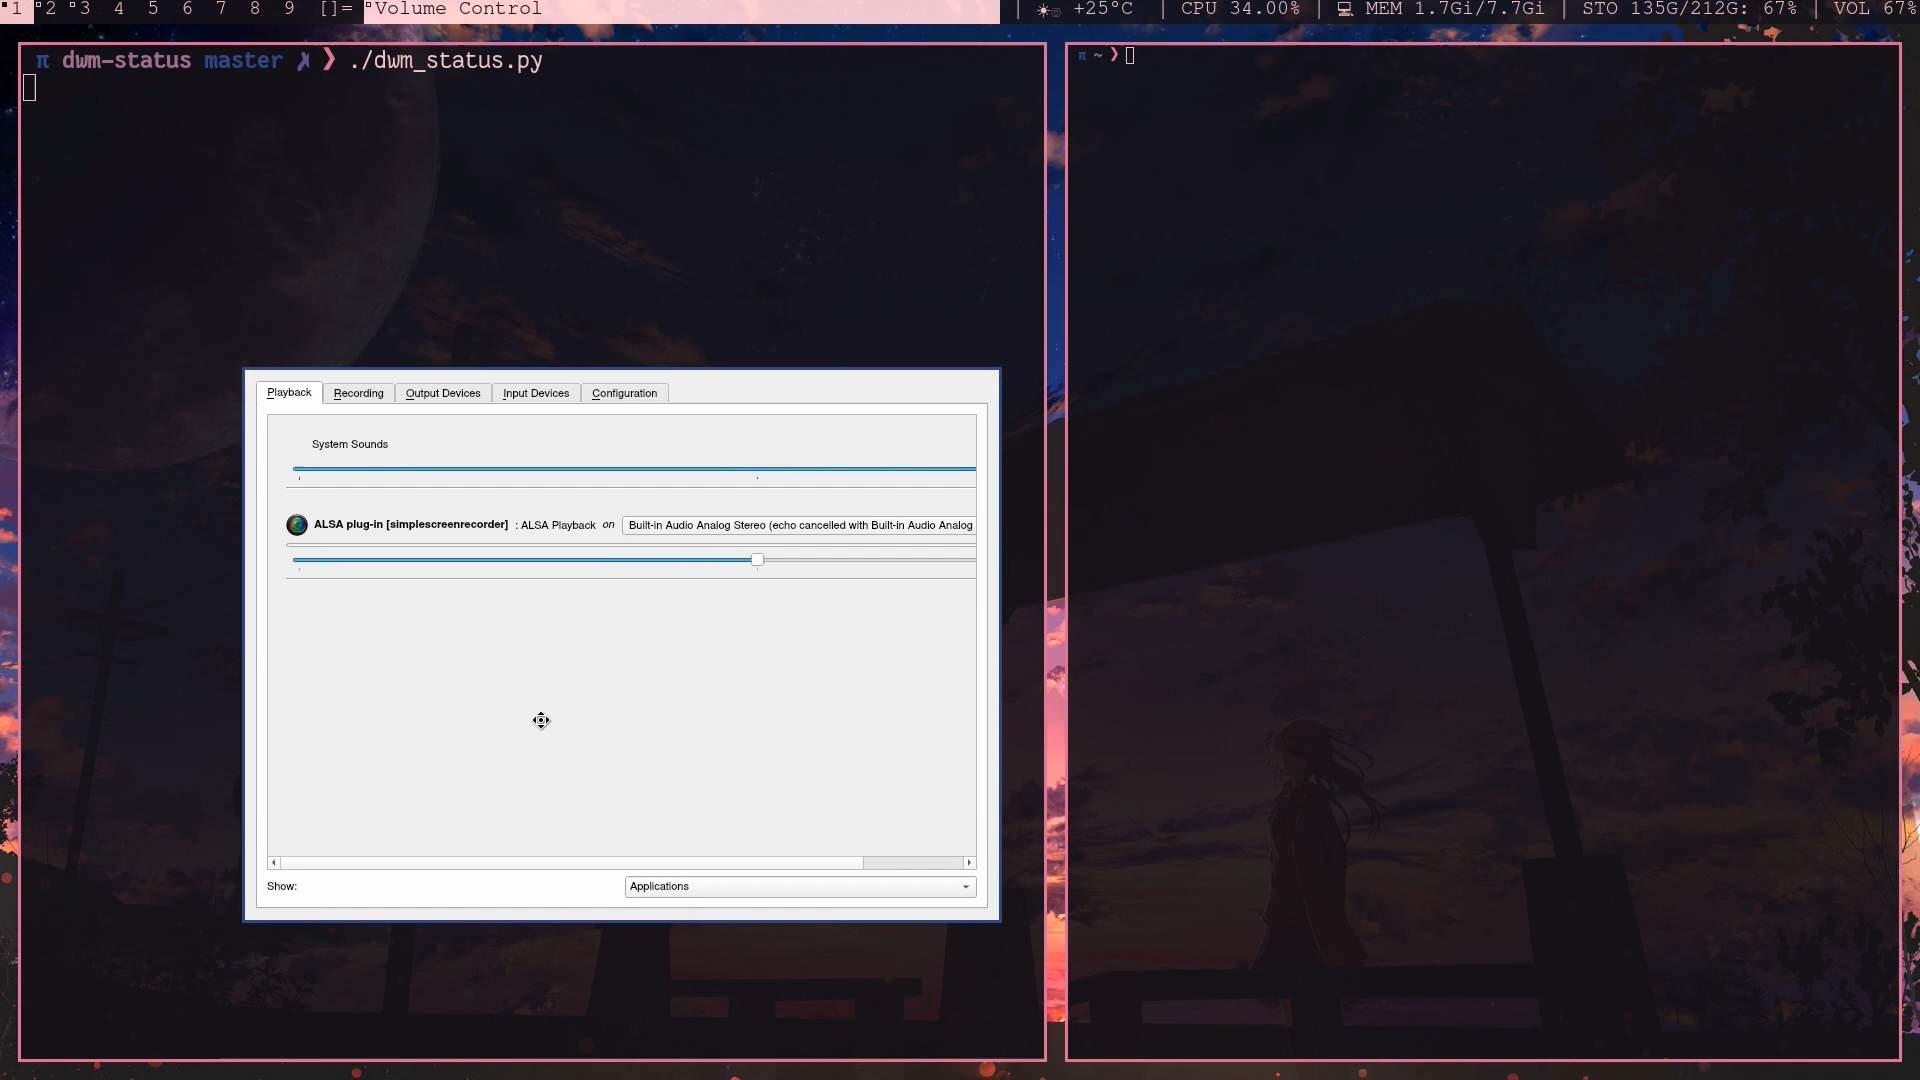 1 2 3 4 5 6 7 8 9 []= Volume Control | +25°C | CPU 34.00% | MEM 1.7Gi/7.7Gi | STO 135G/212G: 67% | VOL 67%
π dwm-status master ✗ ❯ ./dwm_status.py
π ~ ❯
Playback Recording Output Devices Input Devices Configuration
System Sounds
ALSA plug-in [simplescreenrecorder] : ALSA Playback on Built-in Audio Analog Stereo (echo cancelled with Built-in Audio Analog
Show: Applications